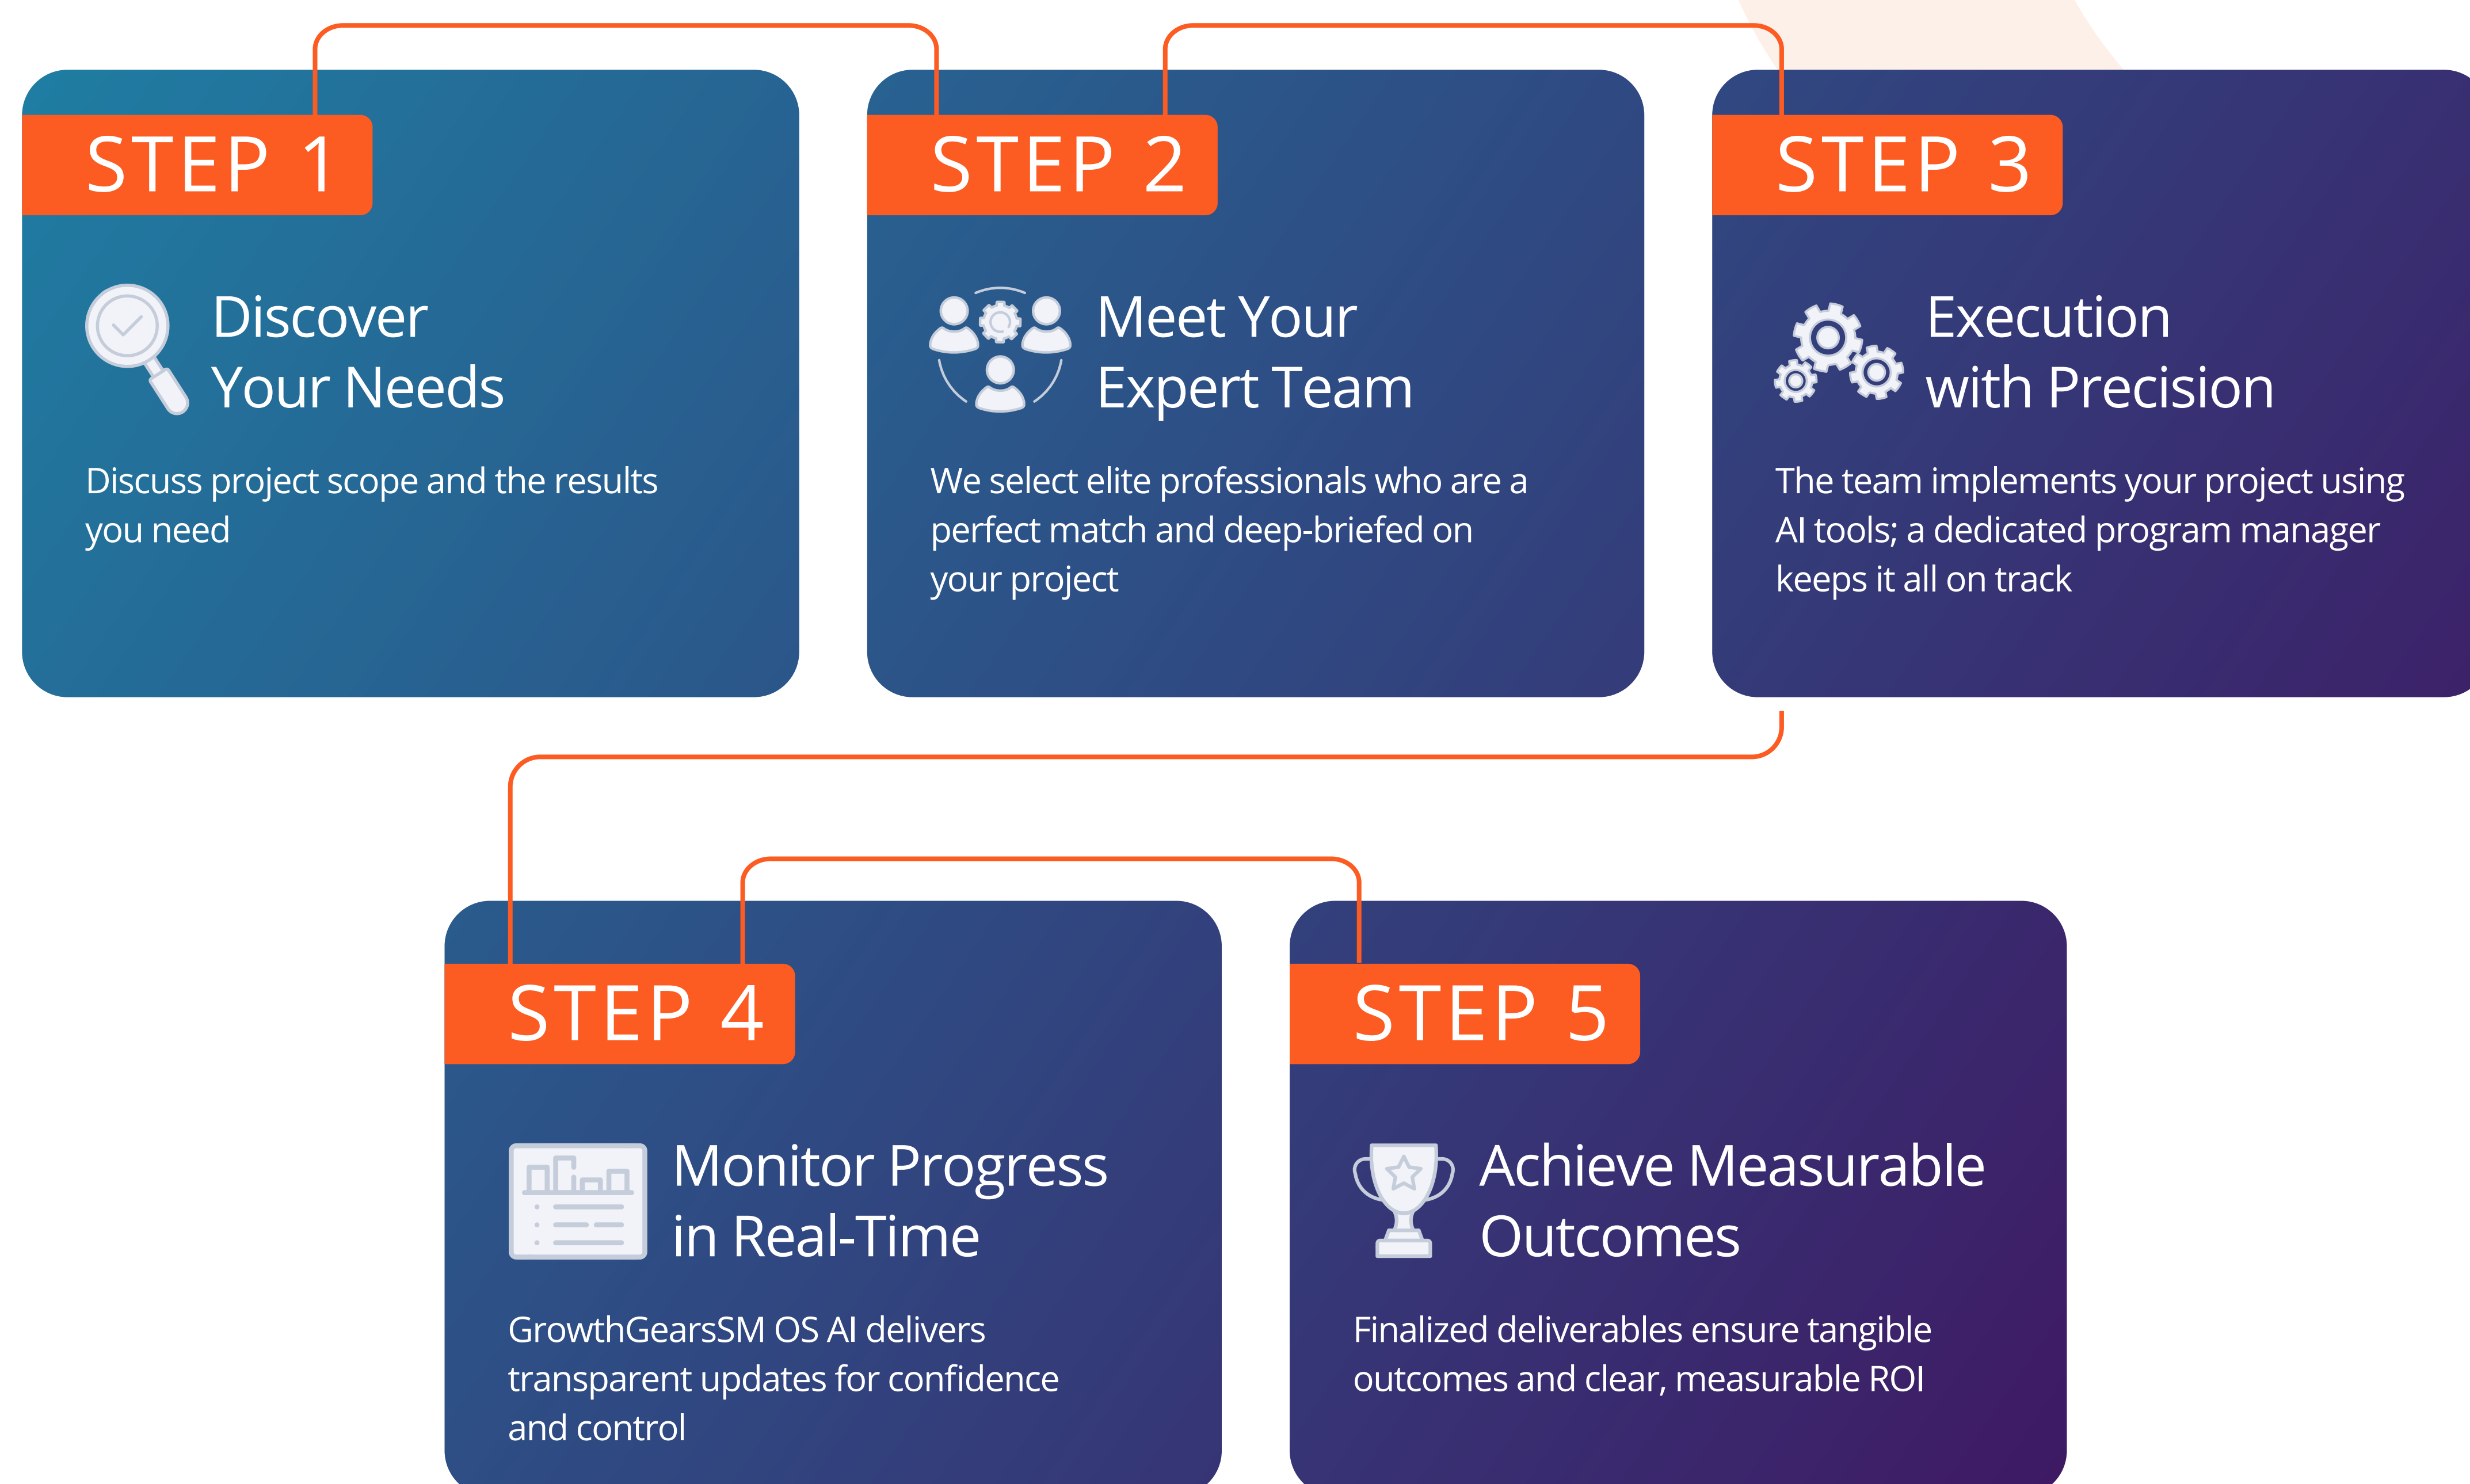 STEP 1
Discover
Your Needs
Discuss project scope and the results
you need
STEP 2
Meet Your
Expert Team
We select elite professionals who are a
perfect match and deep-briefed on
your project
STEP 3
Execution
with Precision
The team implements your project using
AI tools; a dedicated program manager
keeps it all on track
STEP 4
Monitor Progress
in Real-Time
GrowthGearsSM OS AI delivers
transparent updates for confidence
and control
STEP 5
Achieve Measurable
Outcomes
Finalized deliverables ensure tangible
outcomes and clear, measurable ROI